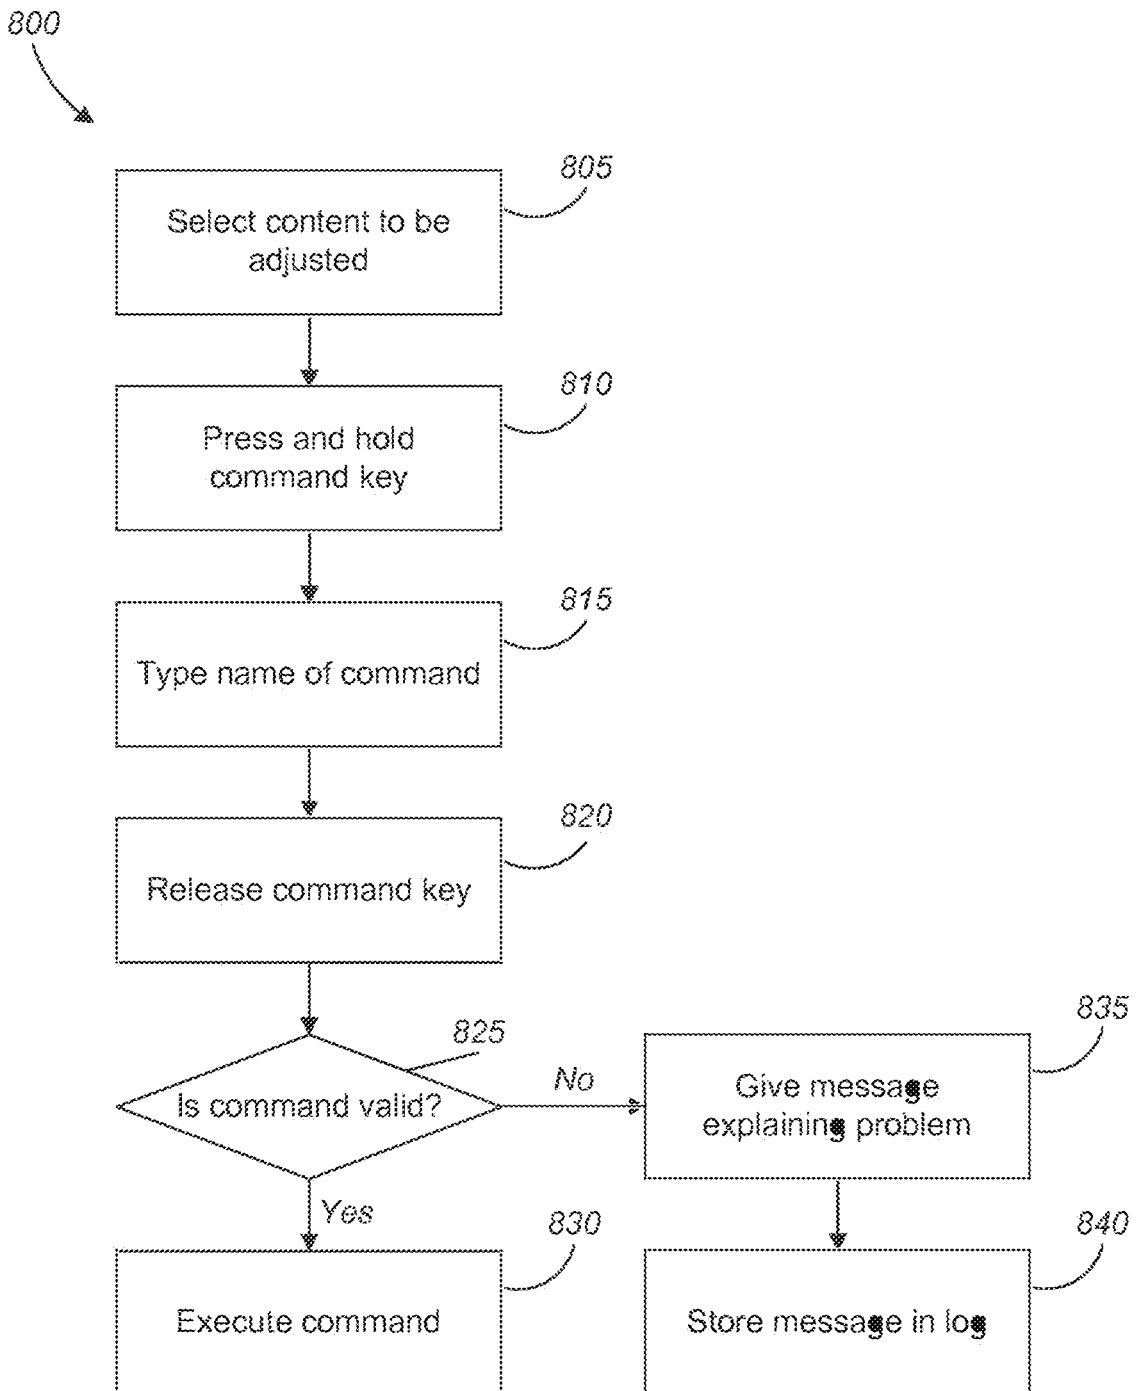 800
805
Select content to be
adjusted
810
Press and hold
command key
815
Type name of command
820
Release command key
825
Is command valid?
No
835
Give message
explaining problem
Yes
830
Execute command
840
Store message in log